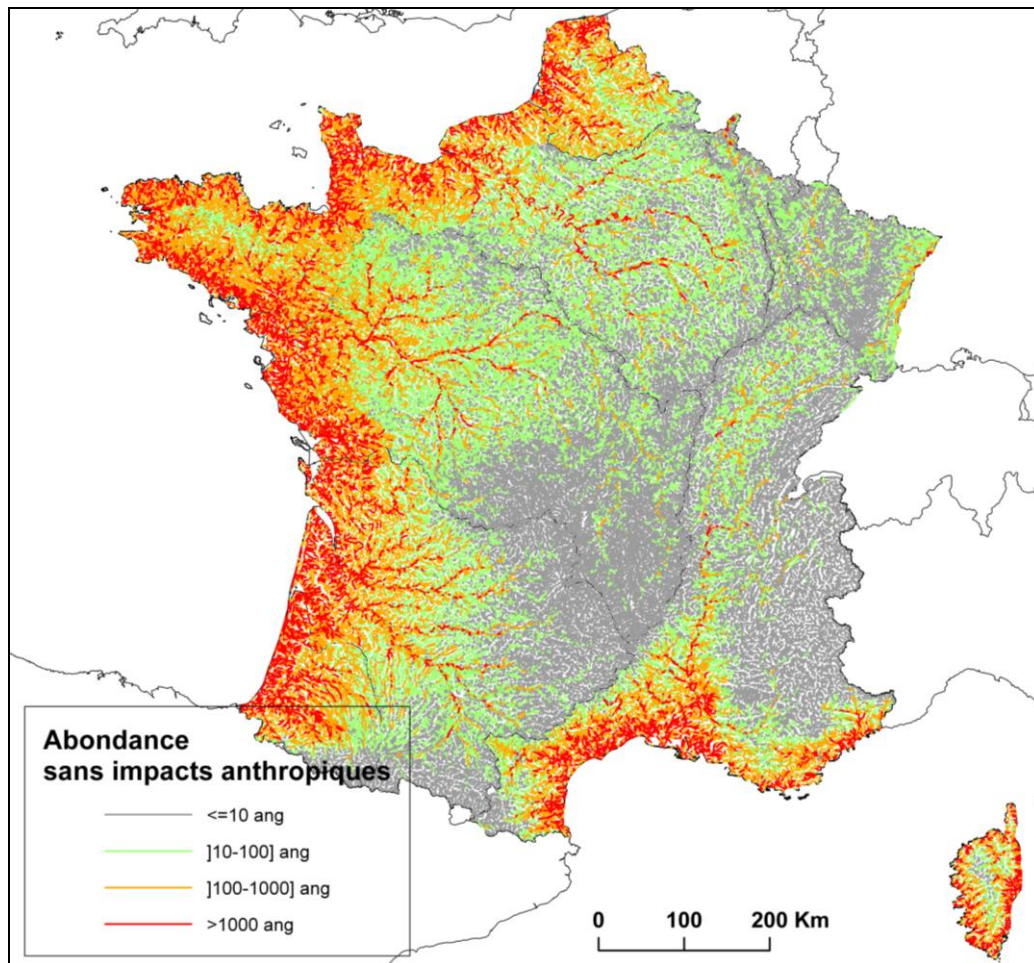 Abondance
sans impacts anthropiques
<=10 ang
]10-100] ang
]100-1000] ang
>1000 ang
0 100 200 Km